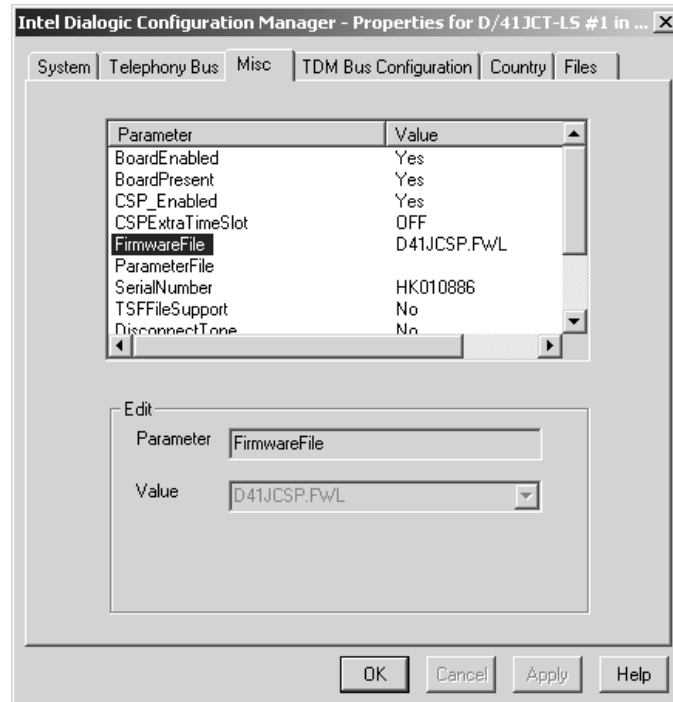 Intel Dialogic Configuration Manager - Properties for D/41JCT-LS #1 in ...
System Telephony Bus Misc TDM Bus Configuration Country Files
Parameter Value
BoardEnabled Yes
BoardPresent Yes
CSP_Enabled Yes
CSPExtraTimeSlot OFF
FirmwareFile D41JCSP.FWL
ParameterFile
SerialNumber HK010886
TSFFileSupport No
DisconnectTone No
Edit
Parameter FirmwareFile
Value D41JCSP.FWL
OK Cancel Apply Help